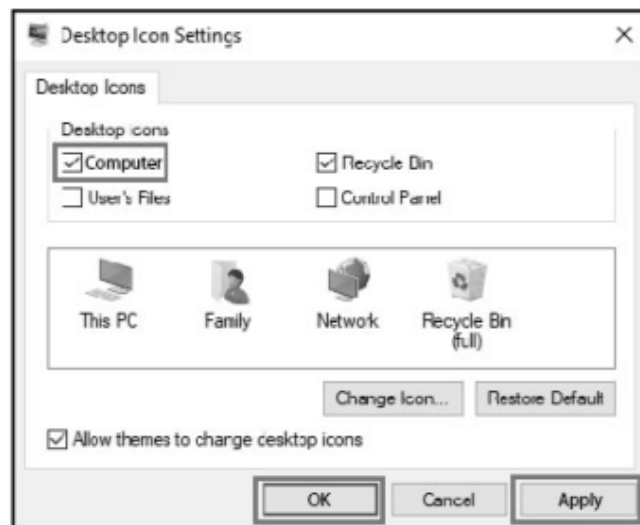 Desktop Icon Settings
Desktop Icons
Desktop icons
Computer Recycle Bin
User's Files Control Panel
This PC Family Network Recycle Bin
(full)
Change Icon... Restore Default
Allow themes to change desktop icons
OK Cancel Apply